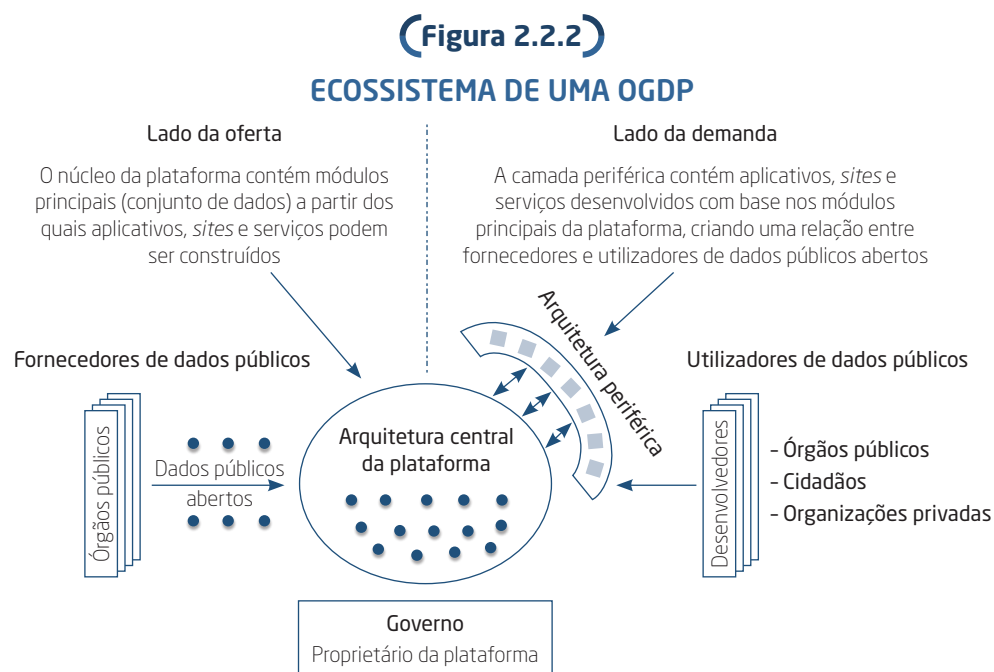 Figura 2.2.2
ECOSSISTEMA DE UMA OGDP
Lado da oferta
O núcleo da plataforma contém módulos
principais (conjunto de dados) a partir dos
quais aplicativos, sites e serviços podem
ser construídos
Lado da demanda
A camada periférica contém aplicativos, sites e
serviços desenvolvidos com base nos módulos
principais da plataforma, criando uma relação entre
fornecedores e utilizadores de dados públicos abertos
Fornecedores de dados públicos
Órgãos públicos
Dados públicos
abertos
Arquitetura central
da plataforma
Arquitetura periférica
Utilizadores de dados públicos
Desenvolvedores
– Órgãos públicos
– Cidadãos
– Organizações privadas
Governo
Proprietário da plataforma